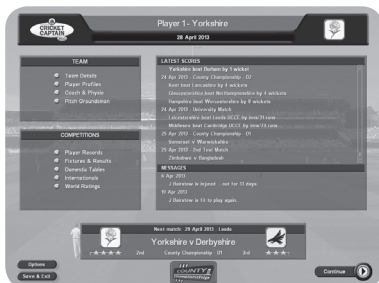 CRICKET
CAPTAIN
Player 1- Yorkshire
28 April 2013
TEAM
Team Details
Player Profiles
Coach & Physio
Pitch Groundsman
COMPETITIONS
Player Records
Fixtures & Results
Domestic Tables
Internationals
World Ratings
LATEST SCORES
Yorkshire beat Durham by 1 wicket
24 Apr 2013 - County Championship - D2
Kent beat Lancashire by 4 wickets
Gloucestershire beat Northamptonshire by 4 wickets
Hampshire beat Worcestershire by 8 wickets
24 Apr 2013 - University Match
Leicestershire beat Leeds UCCE by inns/31 runs
Middlesex beat Cambridge UCCE by inns/73 runs
25 Apr 2013 - County Championship - D1
Somerset v Warwickshire
25 Apr 2013 - 2nd Test Match
Zimbabwe v Bangladesh
MESSAGES
6 Apr 2013
J Bairstow is injured - out for 13 days.
19 Apr 2013
J Bairstow is fit to play again.
Next match: 29 April 2013 - Leeds
Yorkshire v Derbyshire
2nd County Championship - D1 3rd
Options
Save & Exit
COUNTY
Championship
Continue